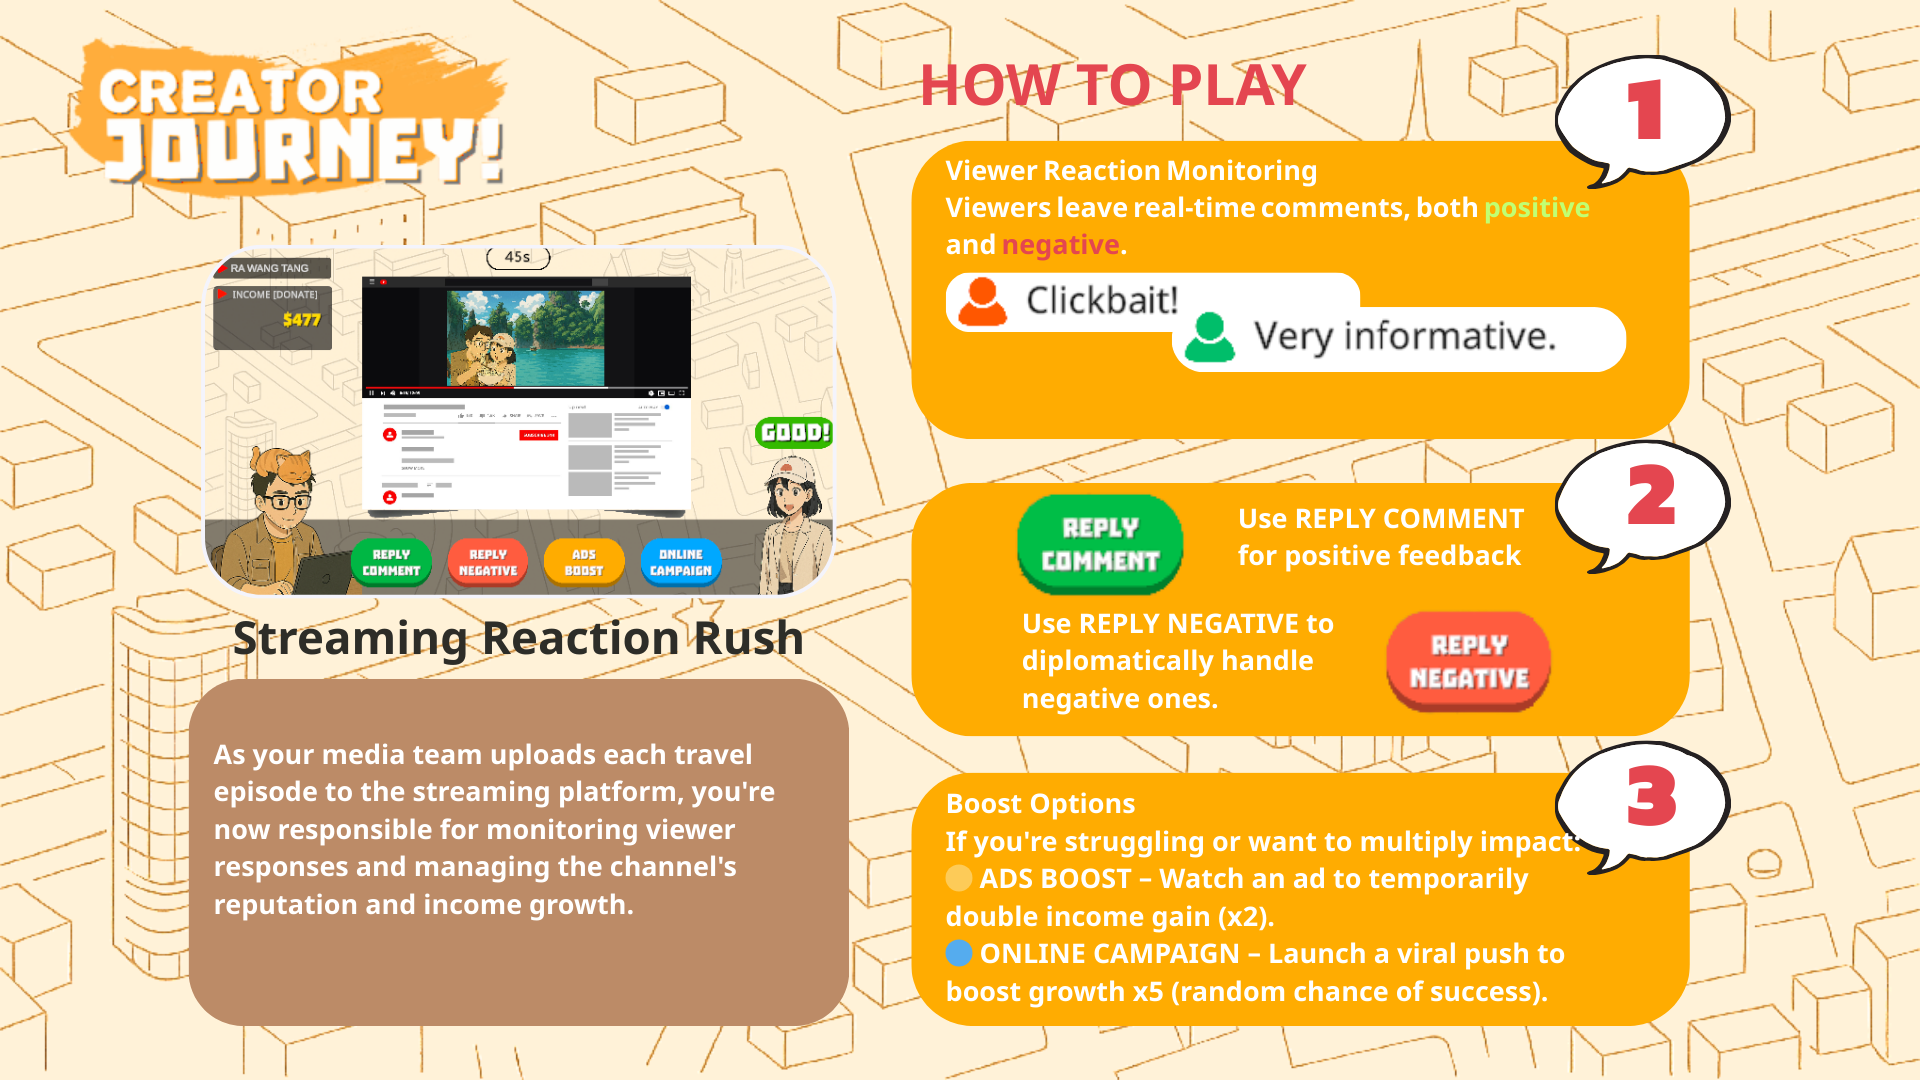 CREATOR
JOURNEY!
45s
RA WANG TANG
INCOME [DONATE]
$477
GOOD!
REPLY
COMMENT
REPLY
NEGATIVE
ADS
BOOST
ONLINE
CAMPAIGN
Streaming Reaction Rush
As your media team uploads each travel
episode to the streaming platform, you're
now responsible for monitoring viewer
responses and managing the channel's
reputation and income growth.
HOW TO PLAY
1
Viewer Reaction Monitoring
Viewers leave real-time comments, both positive
and negative.
Clickbait!
Very informative.
2
REPLY
COMMENT
Use REPLY COMMENT
for positive feedback
Use REPLY NEGATIVE to
diplomatically handle
negative ones.
REPLY
NEGATIVE
3
Boost Options
If you're struggling or want to multiply impact:
ADS BOOST – Watch an ad to temporarily
double income gain (x2).
ONLINE CAMPAIGN – Launch a viral push to
boost growth x5 (random chance of success).